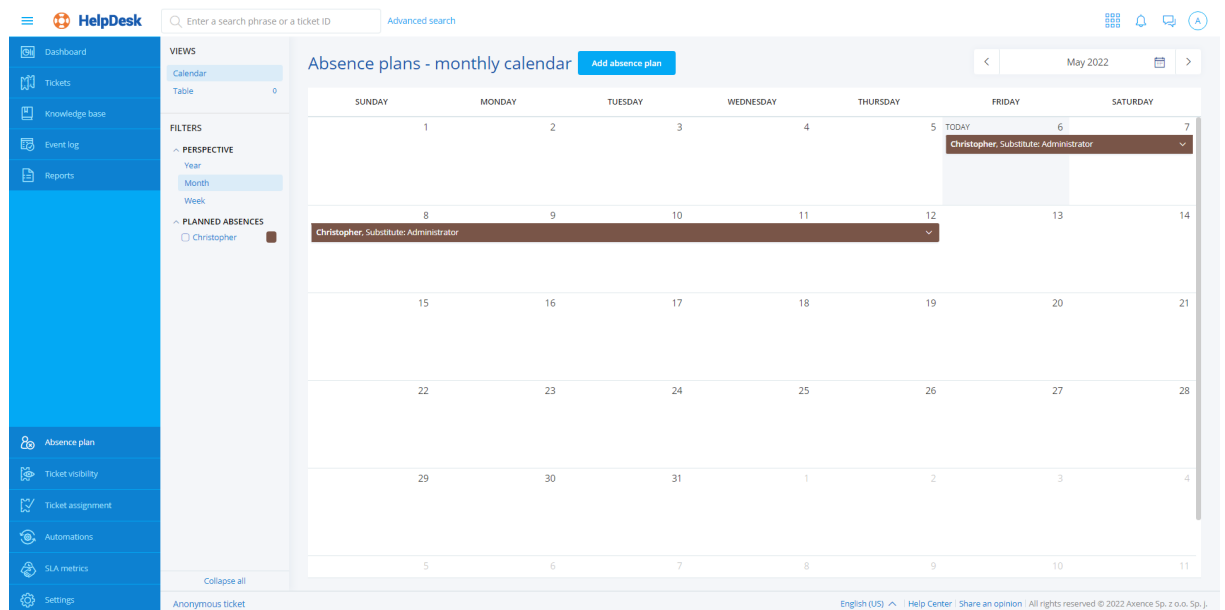 HelpDesk
Enter a search phrase or a ticket ID
Advanced search
A
Dashboard
Tickets
Knowledge base
Event log
Reports
Absence plan
Ticket visibility
Ticket assignment
Automations
SLA metrics
Settings
VIEWS
Calendar
Table 0
FILTERS
PERSPECTIVE
Year
Month
Week
PLANNED ABSENCES
Christopher
Collapse all
Absence plans - monthly calendar
Add absence plan
May 2022
SUNDAY MONDAY TUESDAY WEDNESDAY THURSDAY FRIDAY SATURDAY
1 2 3 4 5 TODAY 6 7
Christopher, Substitute: Administrator
8 9 10 11 12 13 14
Christopher, Substitute: Administrator
15 16 17 18 19 20 21
22 23 24 25 26 27 28
29 30 31 1 2 3 4
5 6 7 8 9 10 11
Anonymous ticket
English (US) | Help Center | Share an opinion | All rights reserved © 2022 Axence Sp. z o.o. Sp. j.